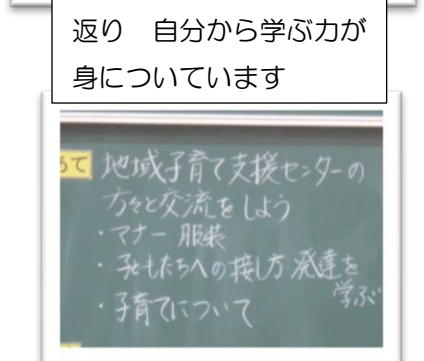 返り 自分から学ぶ力が
身についています
あて 地域子育て支援センターの
方々と交流をしよう
・マナー 服装
・子どもたちへの接し方 発達を
学ぶ
・子育てについて